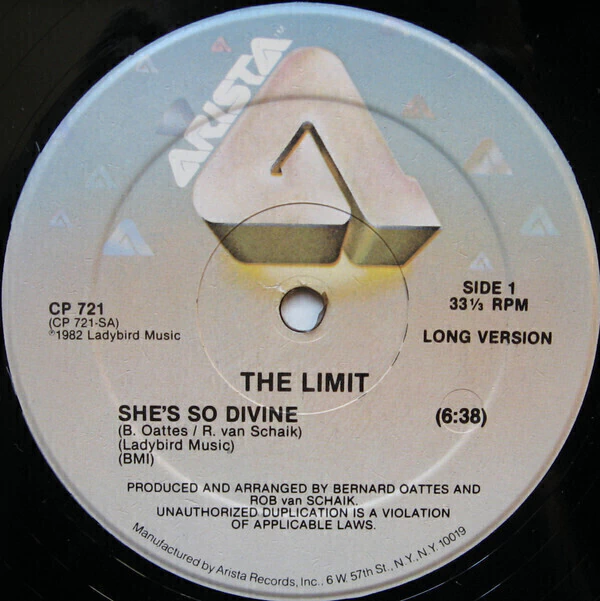 ARISTA™
SIDE 1
33⅓ RPM
CP 721
(CP 721-SA)
℗1982 Ladybird Music
LONG VERSION
THE LIMIT
SHE'S SO DIVINE (6:38)
(B. Oattes / R. van Schaik)
(Ladybird Music)
(BMI)
PRODUCED AND ARRANGED BY BERNARD OATTES AND
ROB van SCHAIK.
UNAUTHORIZED DUPLICATION IS A VIOLATION
OF APPLICABLE LAWS.
Manufactured by Arista Records, Inc., 6 W. 57th St., N.Y., N.Y. 10019